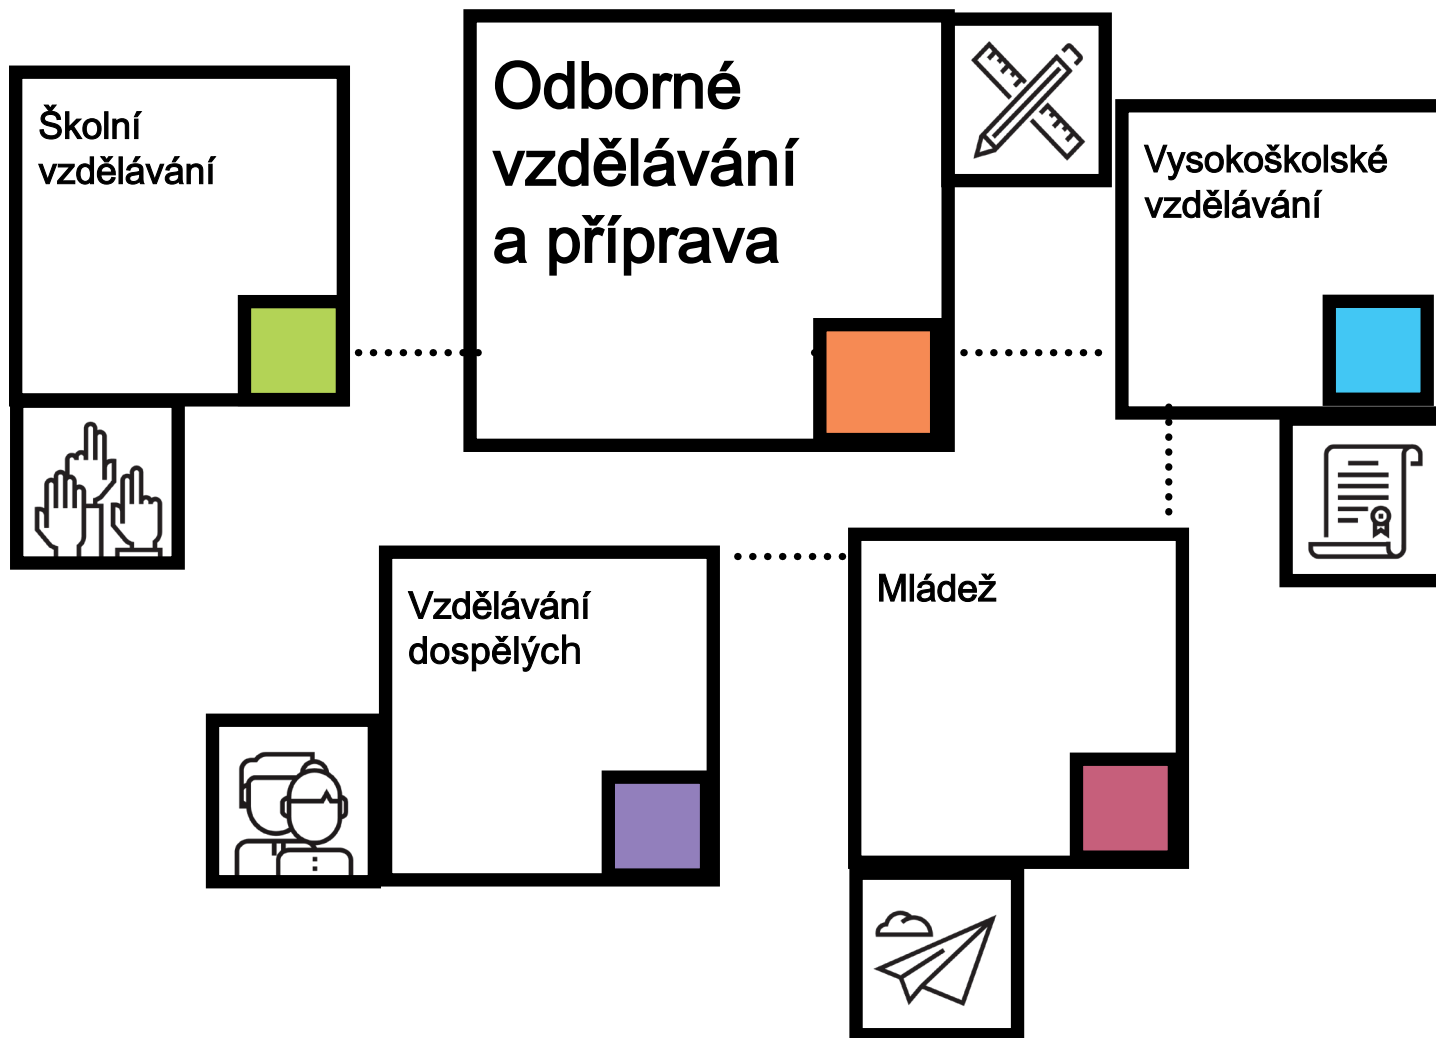 Školní
vzdělávání
Odborné
vzdělávání
a příprava
Vysokoškolské
vzdělávání
Vzdělávání
dospělých
Mládež